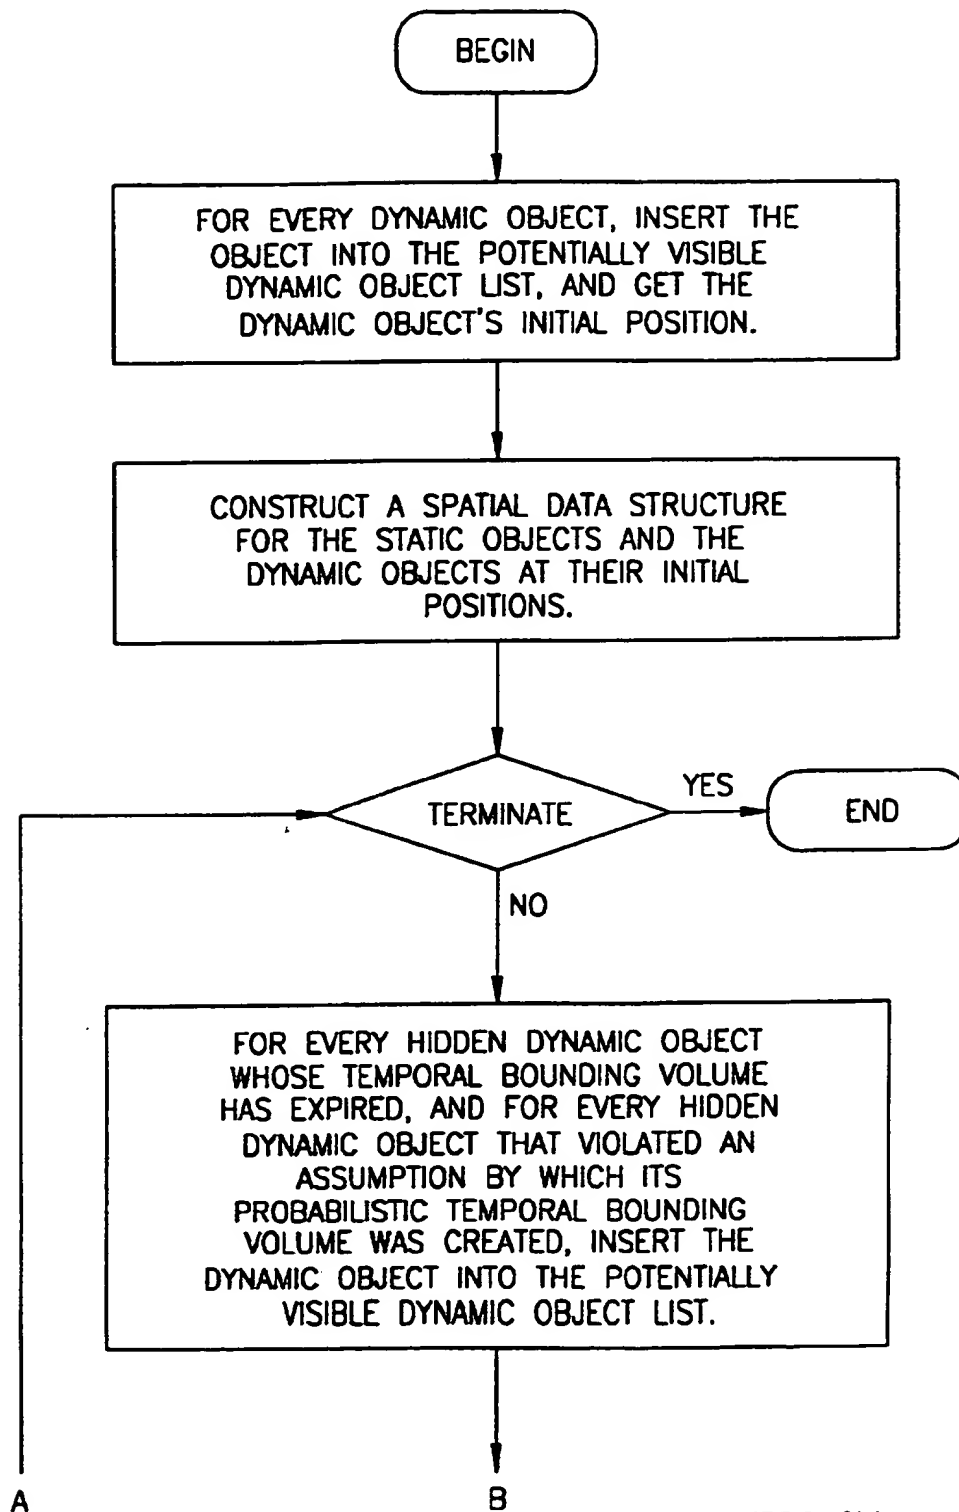 BEGIN
FOR EVERY DYNAMIC OBJECT, INSERT THE
OBJECT INTO THE POTENTIALLY VISIBLE
DYNAMIC OBJECT LIST, AND GET THE
DYNAMIC OBJECT'S INITIAL POSITION.
CONSTRUCT A SPATIAL DATA STRUCTURE
FOR THE STATIC OBJECTS AND THE
DYNAMIC OBJECTS AT THEIR INITIAL
POSITIONS.
TERMINATE
YES
END
NO
FOR EVERY HIDDEN DYNAMIC OBJECT
WHOSE TEMPORAL BOUNDING VOLUME
HAS EXPIRED, AND FOR EVERY HIDDEN
DYNAMIC OBJECT THAT VIOLATED AN
ASSUMPTION BY WHICH ITS
PROBABILISTIC TEMPORAL BOUNDING
VOLUME WAS CREATED, INSERT THE
DYNAMIC OBJECT INTO THE POTENTIALLY
VISIBLE DYNAMIC OBJECT LIST.
A
B